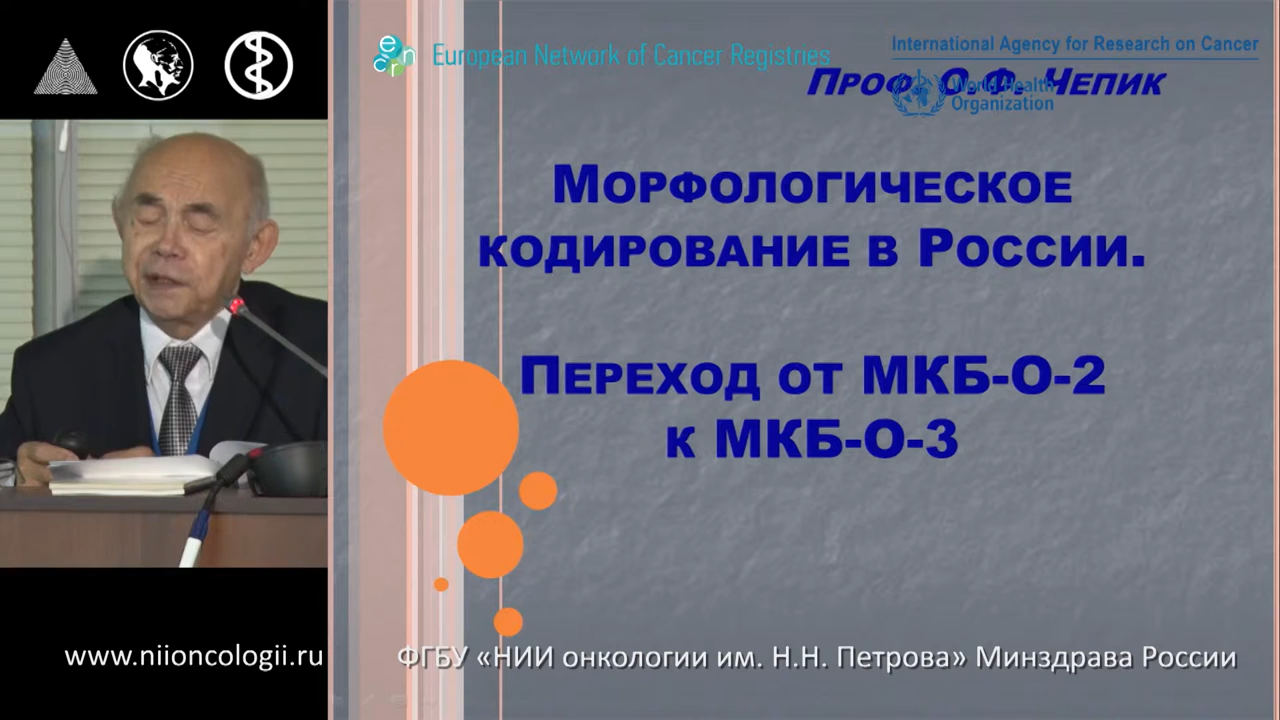 European Network of Cancer Registries
International Agency for Research on Cancer
Проф. О.Ф. Чепик
World Health
Organization
Морфологическое
кодирование в России.
Переход от МКБ-О-2
к МКБ-О-3
www.niioncologii.ru
ФГБУ «НИИ онкологии им. Н.Н. Петрова» Минздрава России